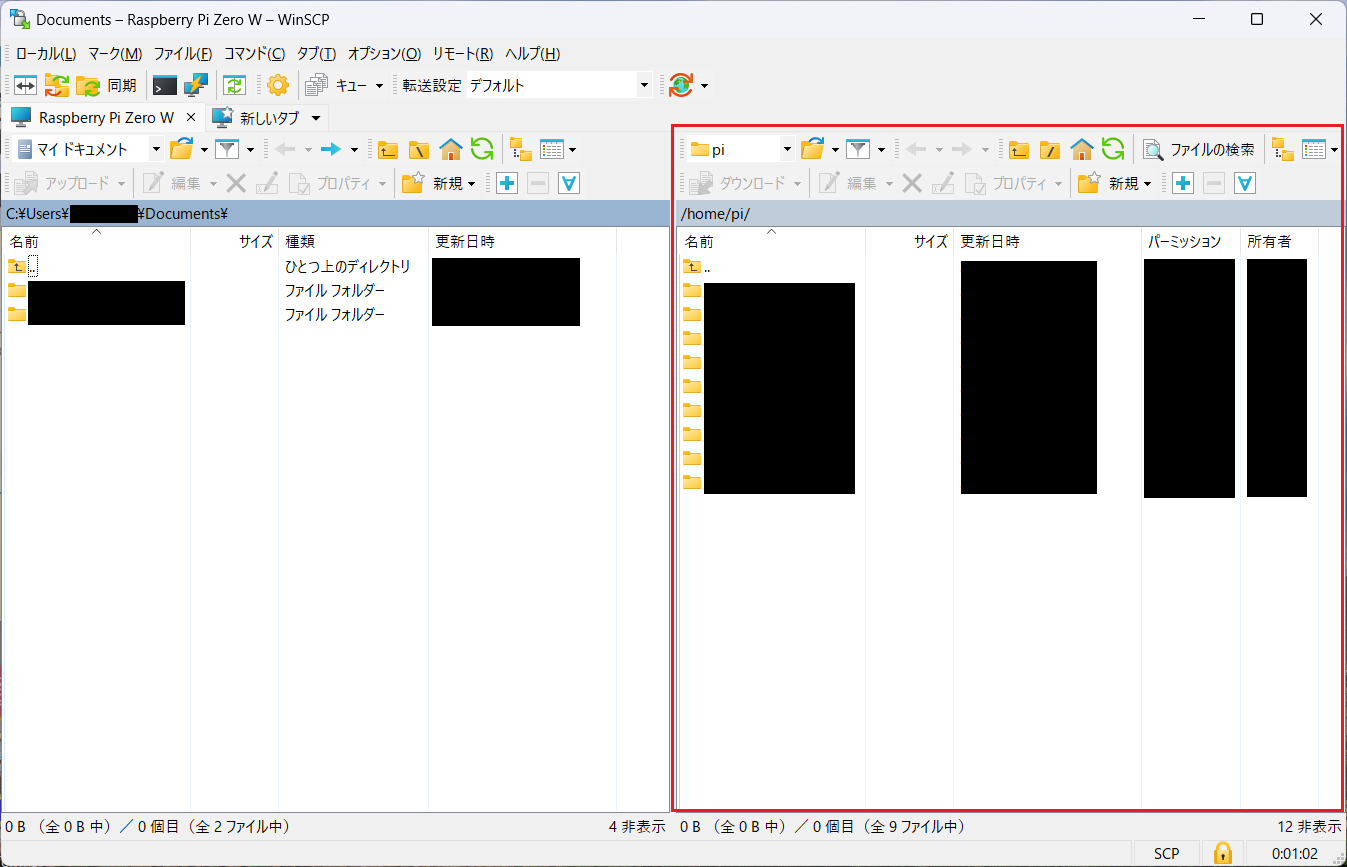 Documents – Raspberry Pi Zero W – WinSCP
ローカル(L) マーク(M) ファイル(F) コマンド(C) タブ(T) オプション(O) リモート(R) ヘルプ(H)
同期 キュー 転送設定 デフォルト
Raspberry Pi Zero W × 新しいタブ
マイ ドキュメント
アップロード 編集 プロパティ 新規
C:¥Users¥ ¥Documents¥
名前 サイズ 種類 更新日時
.. ひとつ上のディレクトリ
ファイル フォルダー
ファイル フォルダー
0 B （全 0 B 中）／ 0 個目（全 2 ファイル中） 4 非表示
pi ファイルの検索
ダウンロード 編集 プロパティ 新規
/home/pi/
名前 サイズ 更新日時 パーミッション 所有者
..
0 B （全 0 B 中）／ 0 個目（全 9 ファイル中） 12 非表示
SCP 0:01:02